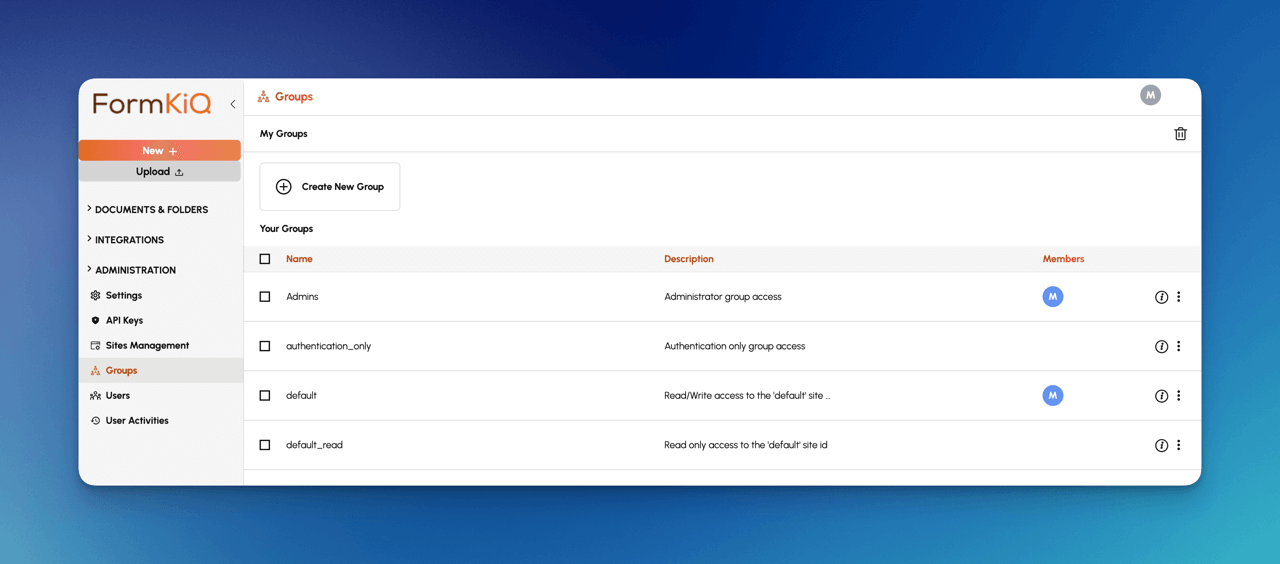 FormKiQ
Groups
M
My Groups
New
Upload
Create New Group
DOCUMENTS & FOLDERS
Your Groups
INTEGRATIONS
Name Description Members
ADMINISTRATION
Settings
Admins Administrator group access M
API Keys
Sites Management
authentication_only Authentication only group access
Groups
Users
default Read/Write access to the 'default' site ... M
User Activities
default_read Read only access to the 'default' site id